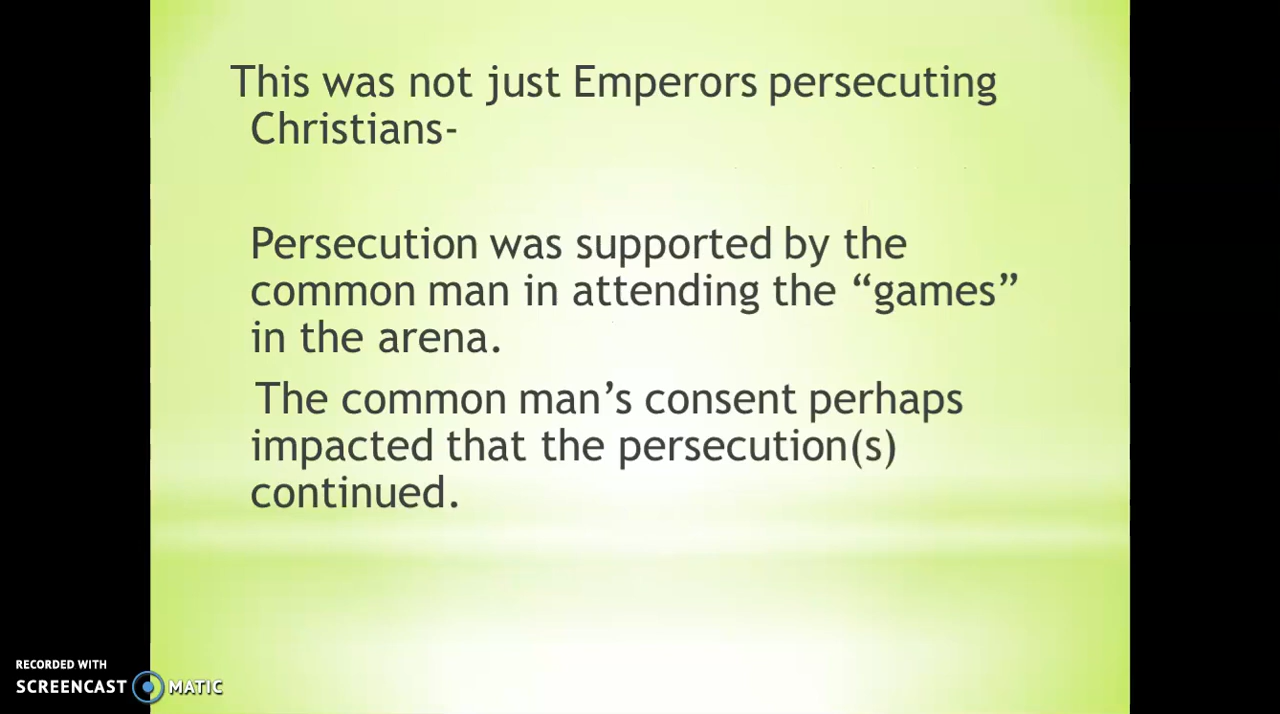 This was not just Emperors persecuting
Christians-
Persecution was supported by the
common man in attending the “games”
in the arena.
The common man’s consent perhaps
impacted that the persecution(s)
continued.
RECORDED WITH
SCREENCAST MATIC